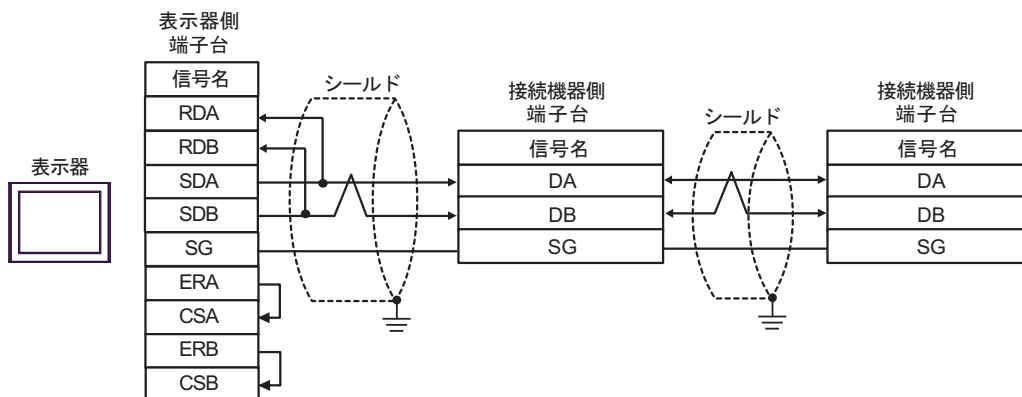 表示器
表示器側
端子台
信号名
RDA
RDB
SDA
SDB
SG
ERA
CSA
ERB
CSB
シールド
接続機器側
端子台
信号名
DA
DB
SG
シールド
接続機器側
端子台
信号名
DA
DB
SG